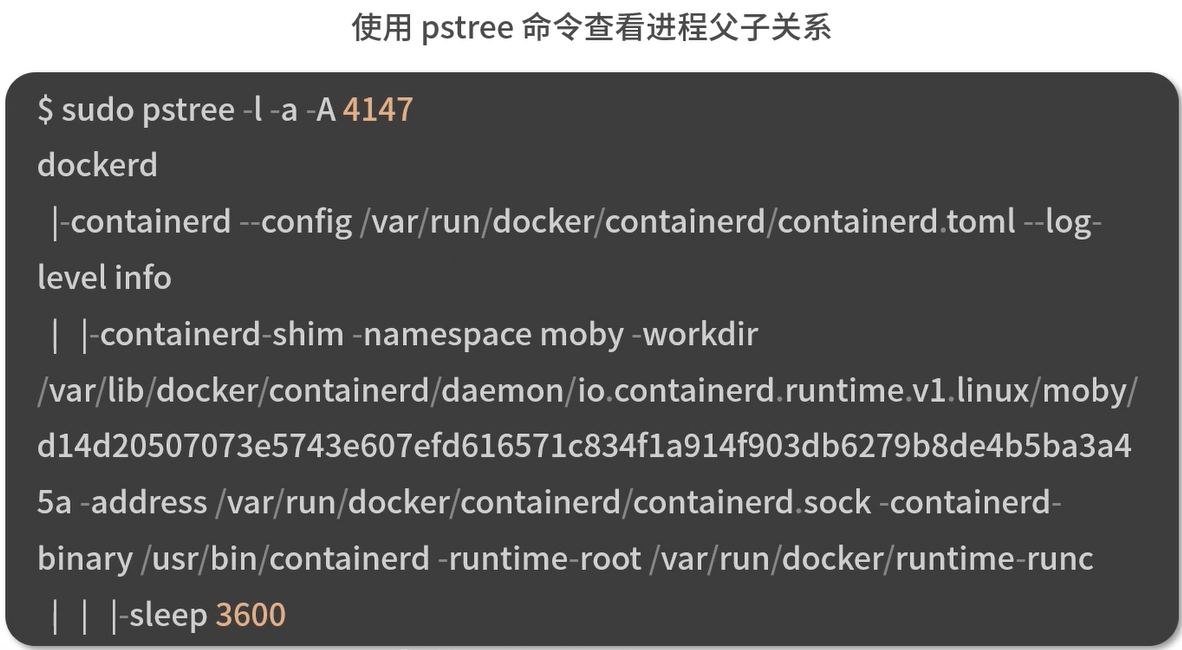 使用 pstree 命令查看进程父子关系
$ sudo pstree -l -a -A 4147
dockerd
|-containerd --config /var/run/docker/containerd/containerd.toml --log-
level info
| |-containerd-shim -namespace moby -workdir
/var/lib/docker/containerd/daemon/io.containerd.runtime.v1.linux/moby/
d14d20507073e5743e607efd616571c834f1a914f903db6279b8de4b5ba3a4
5a -address /var/run/docker/containerd/containerd.sock -containerd-
binary /usr/bin/containerd -runtime-root /var/run/docker/runtime-runc
| | |-sleep 3600